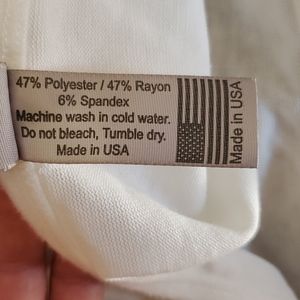 47% Polyester / 47% Rayon
6% Spandex
Machine wash in cold water.
Do not bleach, Tumble dry.
Made in USA
Made in USA